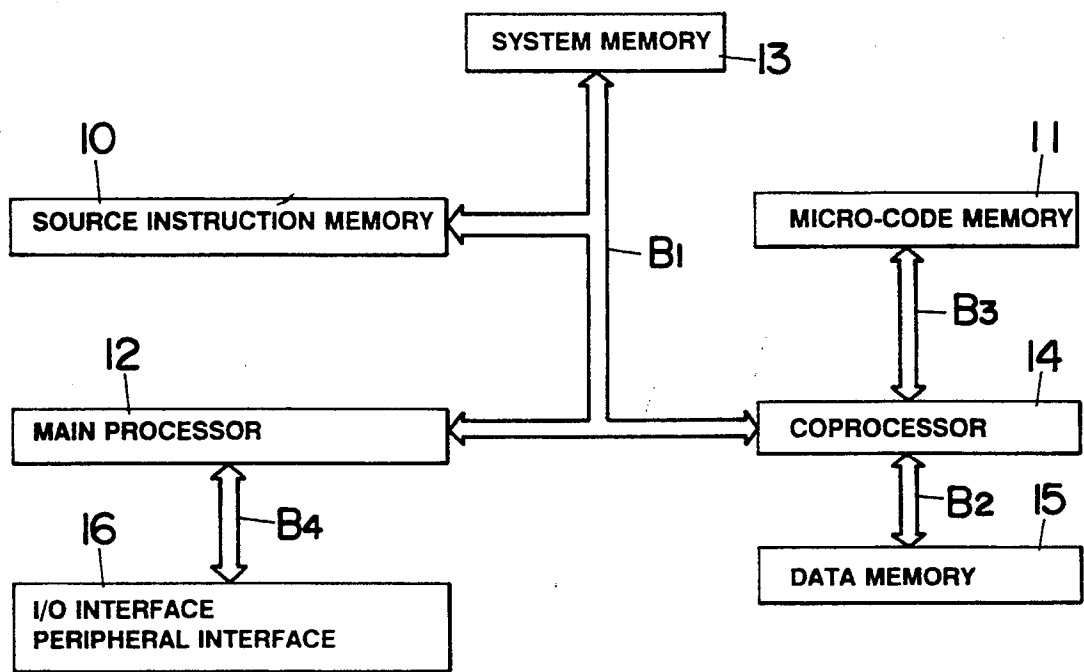 SYSTEM MEMORY
13
10
SOURCE INSTRUCTION MEMORY
11
MICRO-CODE MEMORY
B1
B3
12
MAIN PROCESSOR
14
COPROCESSOR
B4
B2
16
I/O INTERFACE
PERIPHERAL INTERFACE
15
DATA MEMORY